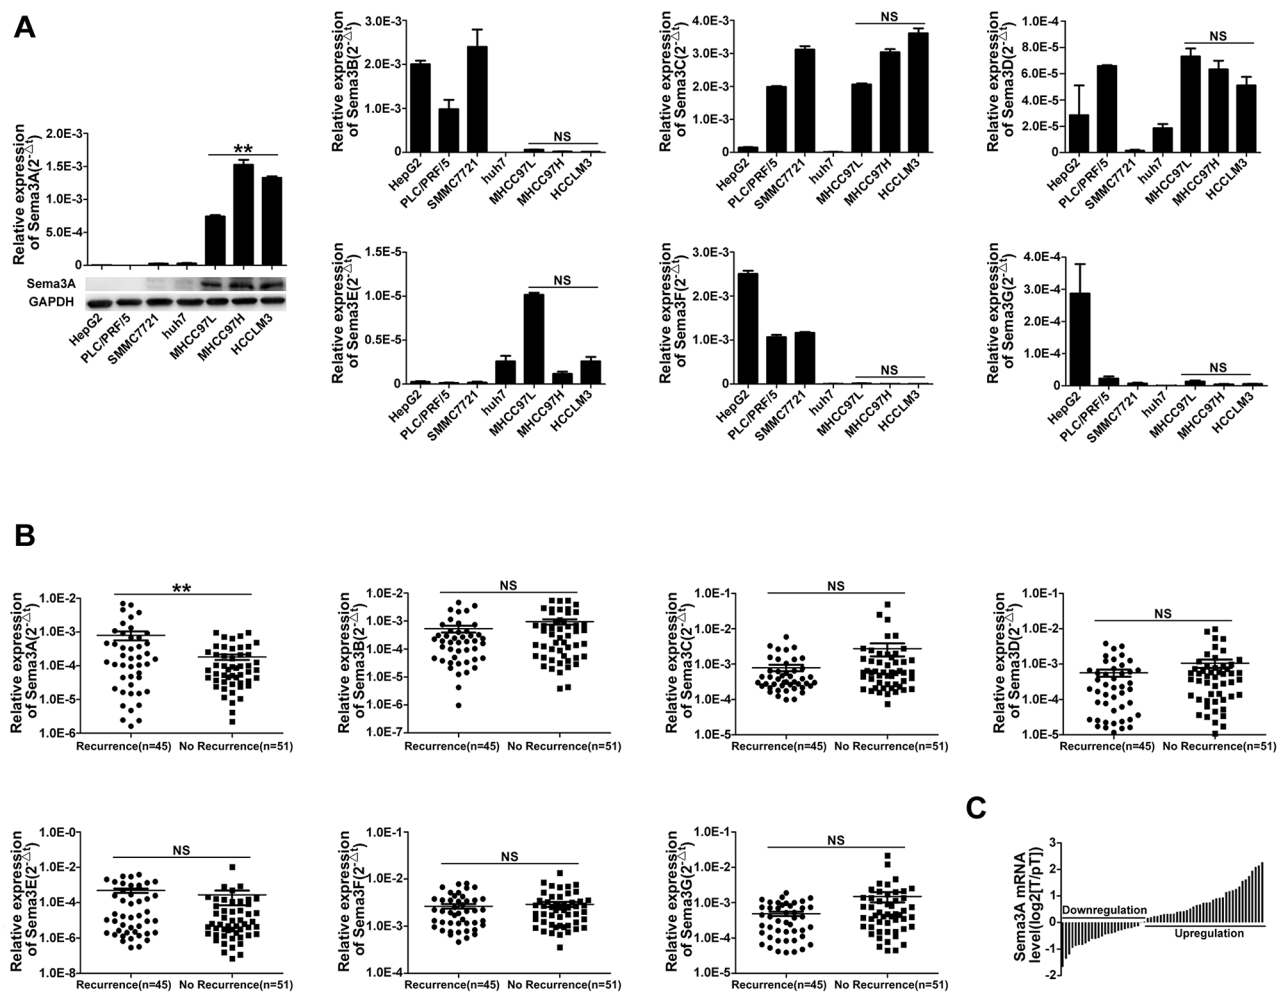 A
Relative expression
of Sema3A(2-△t)
2.0E-3
1.5E-3
1.0E-3
5.0E-4
0
**
Sema3A
GAPDH
HepG2
PLC/PRF/5
SMMC7721
huh7
MHCC97L
MHCC97H
HCCLM3
Relative expression
of Sema3B(2-△t)
3.0E-3
2.0E-3
1.0E-3
0
NS
HepG2
PLC/PRF/5
SMMC7721
huh7
MHCC97L
MHCC97H
HCCLM3
Relative expression
of Sema3C(2-△t)
4.0E-3
3.0E-3
2.0E-3
1.0E-3
0
NS
HepG2
PLC/PRF/5
SMMC7721
huh7
MHCC97L
MHCC97H
HCCLM3
Relative expression
of Sema3D(2-△t)
1.0E-4
8.0E-5
6.0E-5
4.0E-5
2.0E-5
0
NS
HepG2
PLC/PRF/5
SMMC7721
huh7
MHCC97L
MHCC97H
HCCLM3
Relative expression
of Sema3E(2-△t)
1.5E-5
1.0E-5
0.5E-5
0
NS
HepG2
PLC/PRF/5
SMMC7721
huh7
MHCC97L
MHCC97H
HCCLM3
Relative expression
of Sema3F(2-△t)
3.0E-3
2.0E-3
1.0E-3
0
NS
HepG2
PLC/PRF/5
SMMC7721
huh7
MHCC97L
MHCC97H
HCCLM3
Relative expression
of Sema3G(2-△t)
4.0E-4
3.0E-4
2.0E-4
1.0E-4
0
NS
HepG2
PLC/PRF/5
SMMC7721
huh7
MHCC97L
MHCC97H
HCCLM3
B
Relative expression
of Sema3A(2-△t)
1.0E-2
1.0E-3
1.0E-4
1.0E-5
1.0E-6
**
Recurrence(n=45) No Recurrence(n=51)
Relative expression
of Sema3B(2-△t)
1.0E-2
1.0E-3
1.0E-4
1.0E-5
1.0E-6
1.0E-7
NS
Recurrence(n=45) No Recurrence(n=51)
Relative expression
of Sema3C(2-△t)
1.0E-1
1.0E-2
1.0E-3
1.0E-4
1.0E-5
NS
Recurrence(n=45) No Recurrence(n=51)
Relative expression
of Sema3D(2-△t)
1.0E-1
1.0E-2
1.0E-3
1.0E-4
1.0E-5
NS
Recurrence(n=45) No Recurrence(n=51)
Relative expression
of Sema3E(2-△t)
1.0E-0
1.0E-2
1.0E-4
1.0E-6
1.0E-8
NS
Recurrence(n=45) No Recurrence(n=51)
Relative expression
of Sema3F(2-△t)
1.0E-1
1.0E-2
1.0E-3
1.0E-4
NS
Recurrence(n=45) No Recurrence(n=51)
Relative expression
of Sema3G(2-△t)
1.0E-1
1.0E-2
1.0E-3
1.0E-4
1.0E-5
NS
Recurrence(n=45) No Recurrence(n=51)
C
Sema3A mRNA
level(log2[T/pT])
3
2
1
0
-1
-2
Downregulation
Upregulation